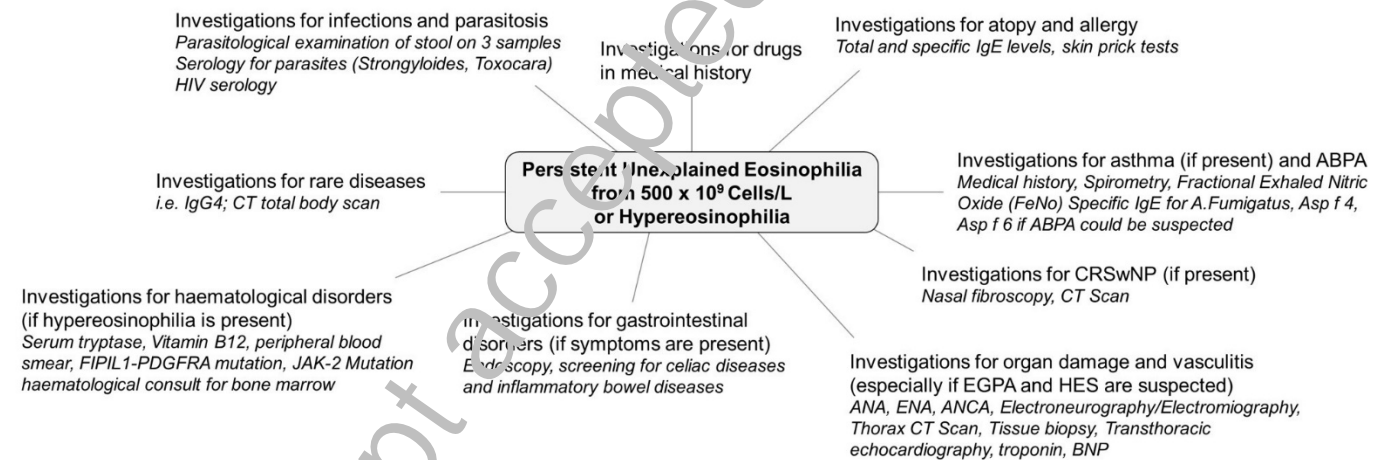 Investigations for infections and parasitosis
Parasitological examination of stool on 3 samples
Serology for parasites (Strongyloides, Toxocara)
HIV serology
Investigations for drugs
in medical history
Investigations for atopy and allergy
Total and specific IgE levels, skin prick tests
Persistent Unexplained Eosinophilia
from 500 x 10⁹ Cells/L
or Hypereosinophilia
Investigations for rare diseases
i.e. IgG4; CT total body scan
Investigations for asthma (if present) and ABPA
Medical history, Spirometry, Fractional Exhaled Nitric
Oxide (FeNo) Specific IgE for A.Fumigatus, Asp f 4,
Asp f 6 if ABPA could be suspected
Investigations for CRSwNP (if present)
Nasal fibroscopy, CT Scan
Investigations for haematological disorders
(if hypereosinophilia is present)
Serum tryptase, Vitamin B12, peripheral blood
smear, FIPIL1-PDGFRA mutation, JAK-2 Mutation
haematological consult for bone marrow
Investigations for gastrointestinal
disorders (if symptoms are present)
Endoscopy, screening for celiac diseases
and inflammatory bowel diseases
Investigations for organ damage and vasculitis
(especially if EGPA and HES are suspected)
ANA, ENA, ANCA, Electroneurography/Electromiography,
Thorax CT Scan, Tissue biopsy, Transthoracic
echocardiography, troponin, BNP
pt accepte